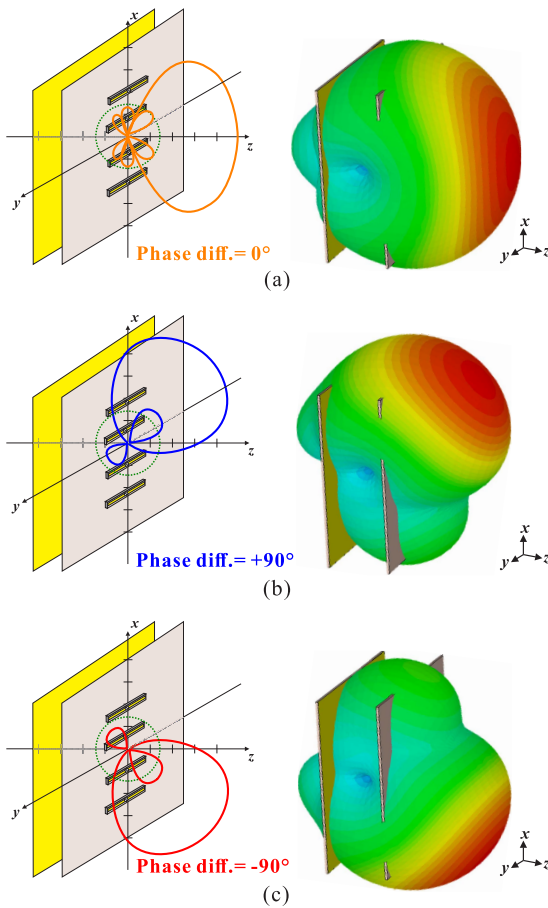 x
z
y
Phase diff.= 0°
x
y
z
(a)
x
z
y
Phase diff.= +90°
x
y
z
(b)
x
z
y
Phase diff.= -90°
x
y
z
(c)